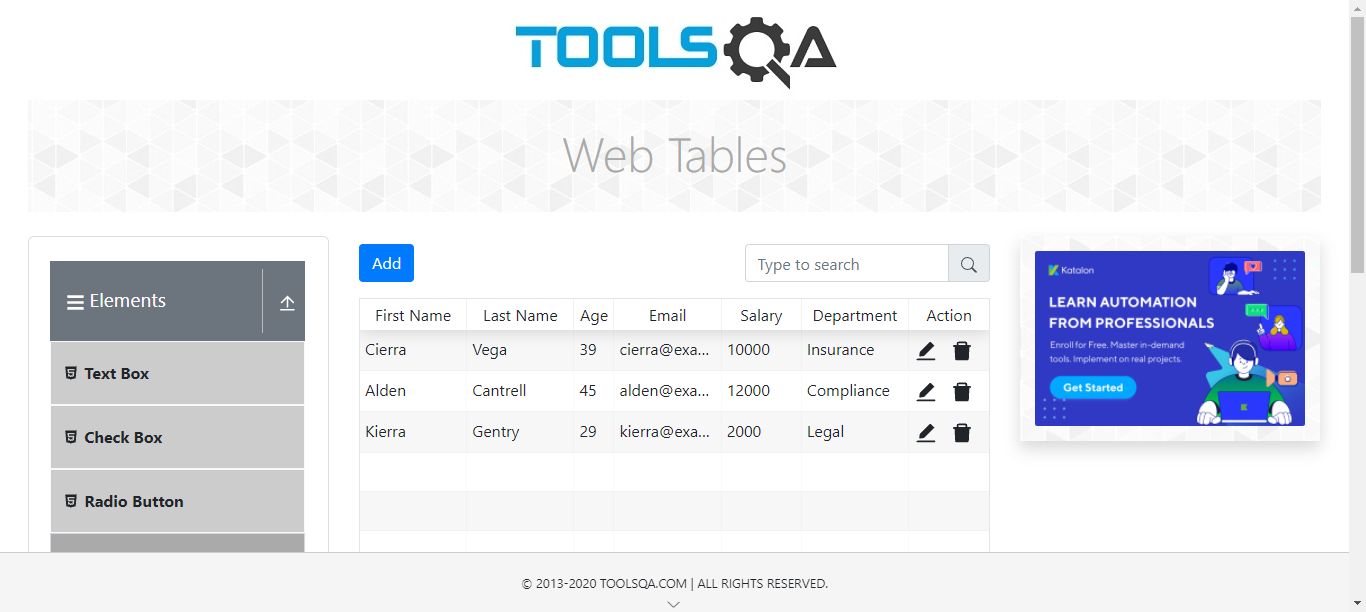 TOOLSQA
Web Tables
Elements
Text Box
Check Box
Radio Button
Add
Type to search
First Name Last Name Age Email Salary Department Action
Cierra Vega 39 cierra@exa... 10000 Insurance
Alden Cantrell 45 alden@exa... 12000 Compliance
Kierra Gentry 29 kierra@exa... 2000 Legal
Katalon
LEARN AUTOMATION
FROM PROFESSIONALS
Enroll for Free. Master in-demand
tools. Implement on real projects.
Get Started
© 2013-2020 TOOLSQA.COM | ALL RIGHTS RESERVED.